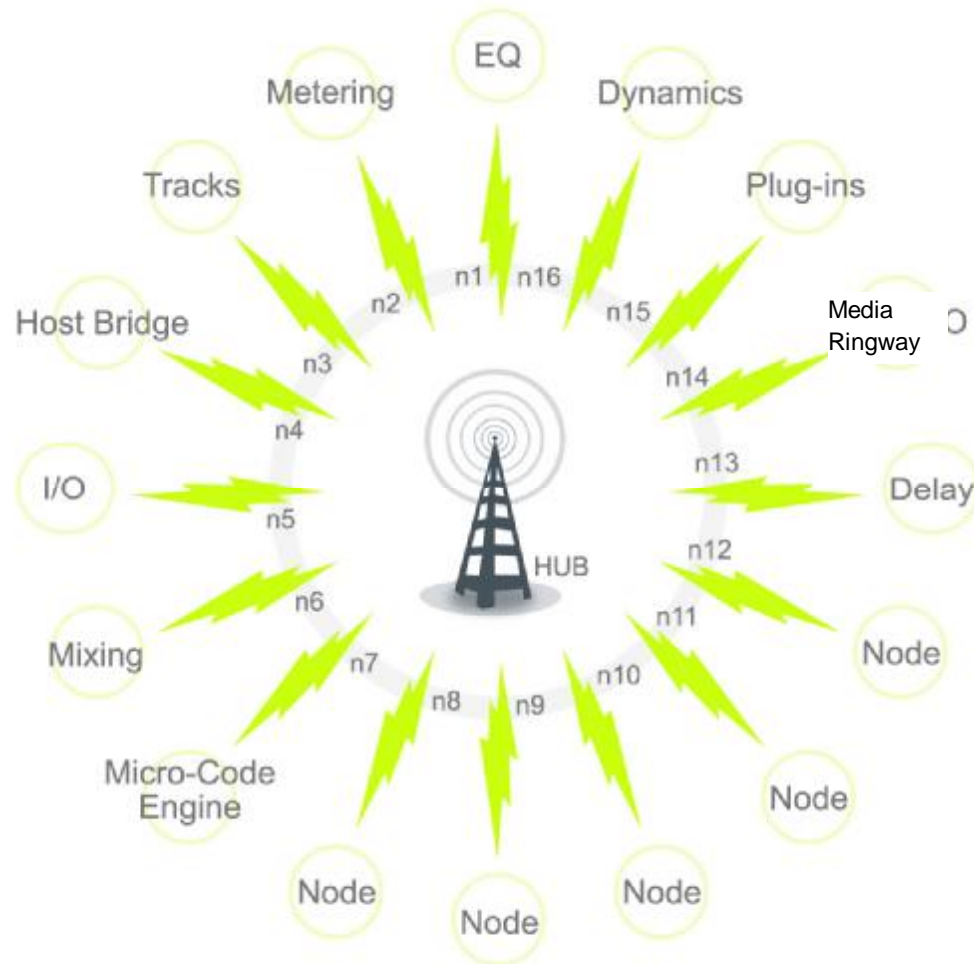 EQ
Metering
Dynamics
Tracks
Plug-ins
n1
n16
n2
n15
Host Bridge
Media
Ringway
n3
n14
n4
n13
I/O
Delay
n5
n12
HUB
n6
n11
Mixing
Node
n7
n10
n8
n9
Micro-Code
Engine
Node
Node
Node
Node